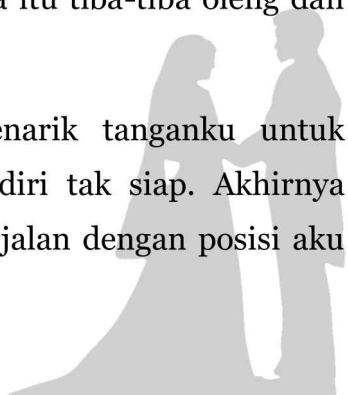 itu tiba-tiba oleng dan
enarik tanganku untuk
diri tak siap. Akhirnya
jalan dengan posisi aku